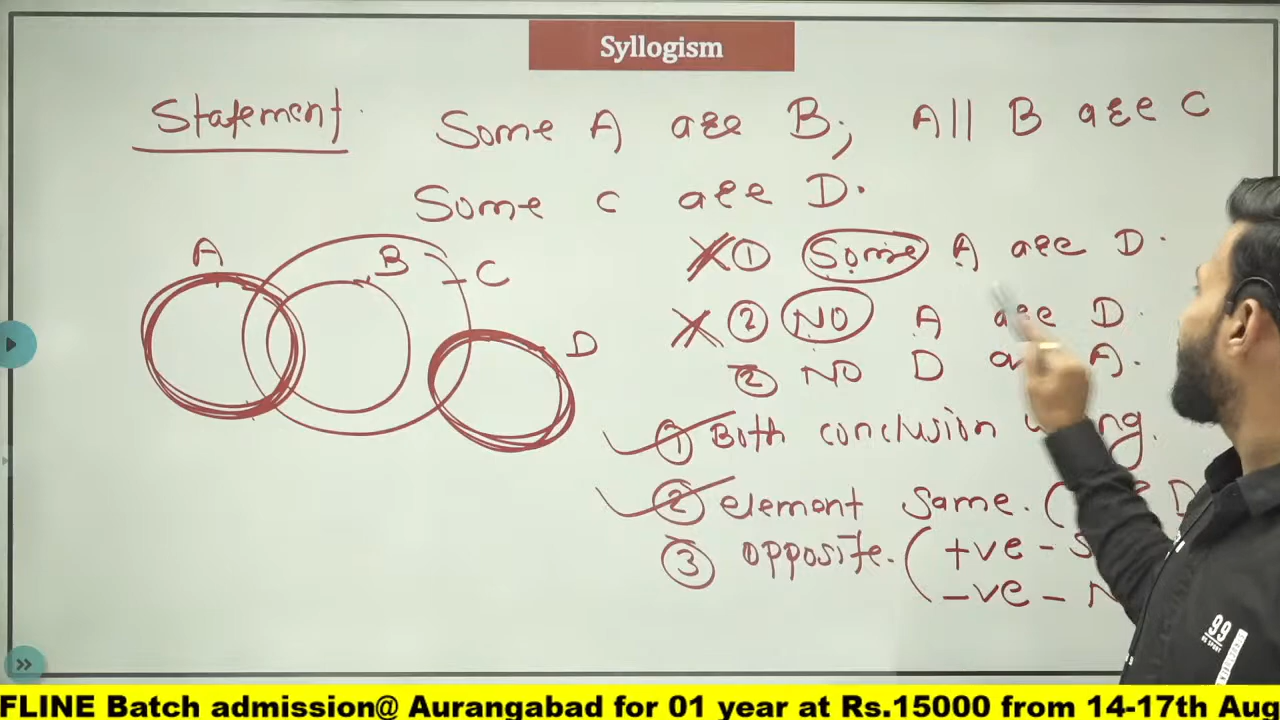 Syllogism
Statement. Some A are B; All B are C
Some C are D.
A
B
C
D
① Some A are D.
② NO A are D.
② NO D are A.
① Both conclusion
② element same. (
③ opposite. (+ve -
-ve -
99
FLINE Batch admission@ Aurangabad for 01 year at Rs.15000 from 14-17th Aug